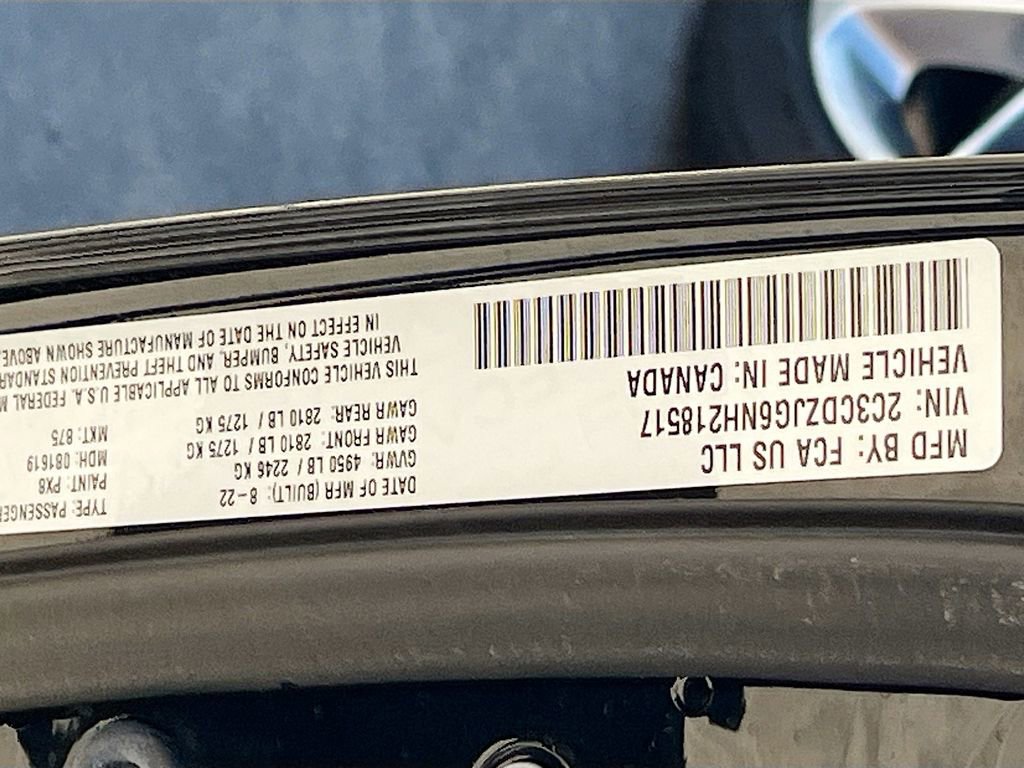 MFD BY: FCA US LLC
VIN: 2C3CDZJG6NH218517
VEHICLE MADE IN: CANADA
DATE OF MFR (BUILT): 8-22
GVWR: 4950 LB / 2246 KG
GAWR FRONT: 2810 LB / 1275 KG
GAWR REAR: 2810 LB / 1275 KG
TYPE: PASSENGE
PAINT: PX8
MDH: 081619
MKT: 875
THIS VEHICLE CONFORMS TO ALL APPLICABLE U.S.A. FEDERAL M
VEHICLE SAFETY, BUMPER, AND THEFT PREVENTION STANDAR
IN EFFECT ON THE DATE OF MANUFACTURE SHOWN ABOVE.